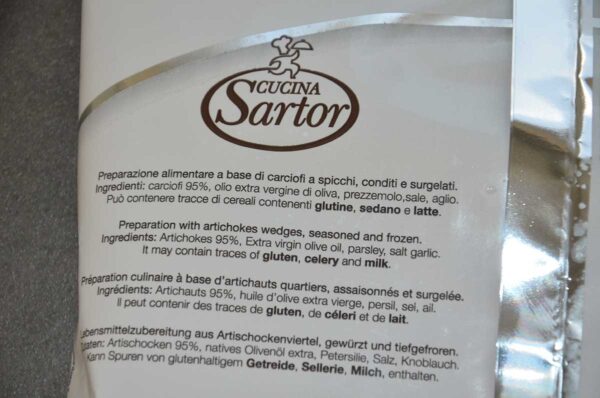 CUCINA
Sartor
Preparazione alimentare a base di carciofi a spicchi, conditi e surgelati.
Ingredienti: carciofi 95%, olio extra vergine di oliva, prezzemolo,sale, aglio.
Può contenere tracce di cereali contenenti glutine, sedano e latte.
Preparation with artichokes wedges, seasoned and frozen.
Ingredients: Artichokes 95%, Extra virgin olive oil, parsley, salt garlic.
It may contain traces of gluten, celery and milk.
Préparation culinaire à base d'artichauts quartiers, assaisonnés et surgelée.
Ingrédients: Artichauts 95%, huile d'olive extra vierge, persil, sel, ail.
Il peut contenir des traces de gluten, de céleri et de lait.
Lebensmittelzubereitung aus Artischockenviertel, gewürzt und tiefgefroren.
Artischocken 95%, natives Olivenöl extra, Petersilie, Salz, Knoblauch.
Kann Spuren von glutenhaltigem Getreide, Sellerie, Milch, enthalten.